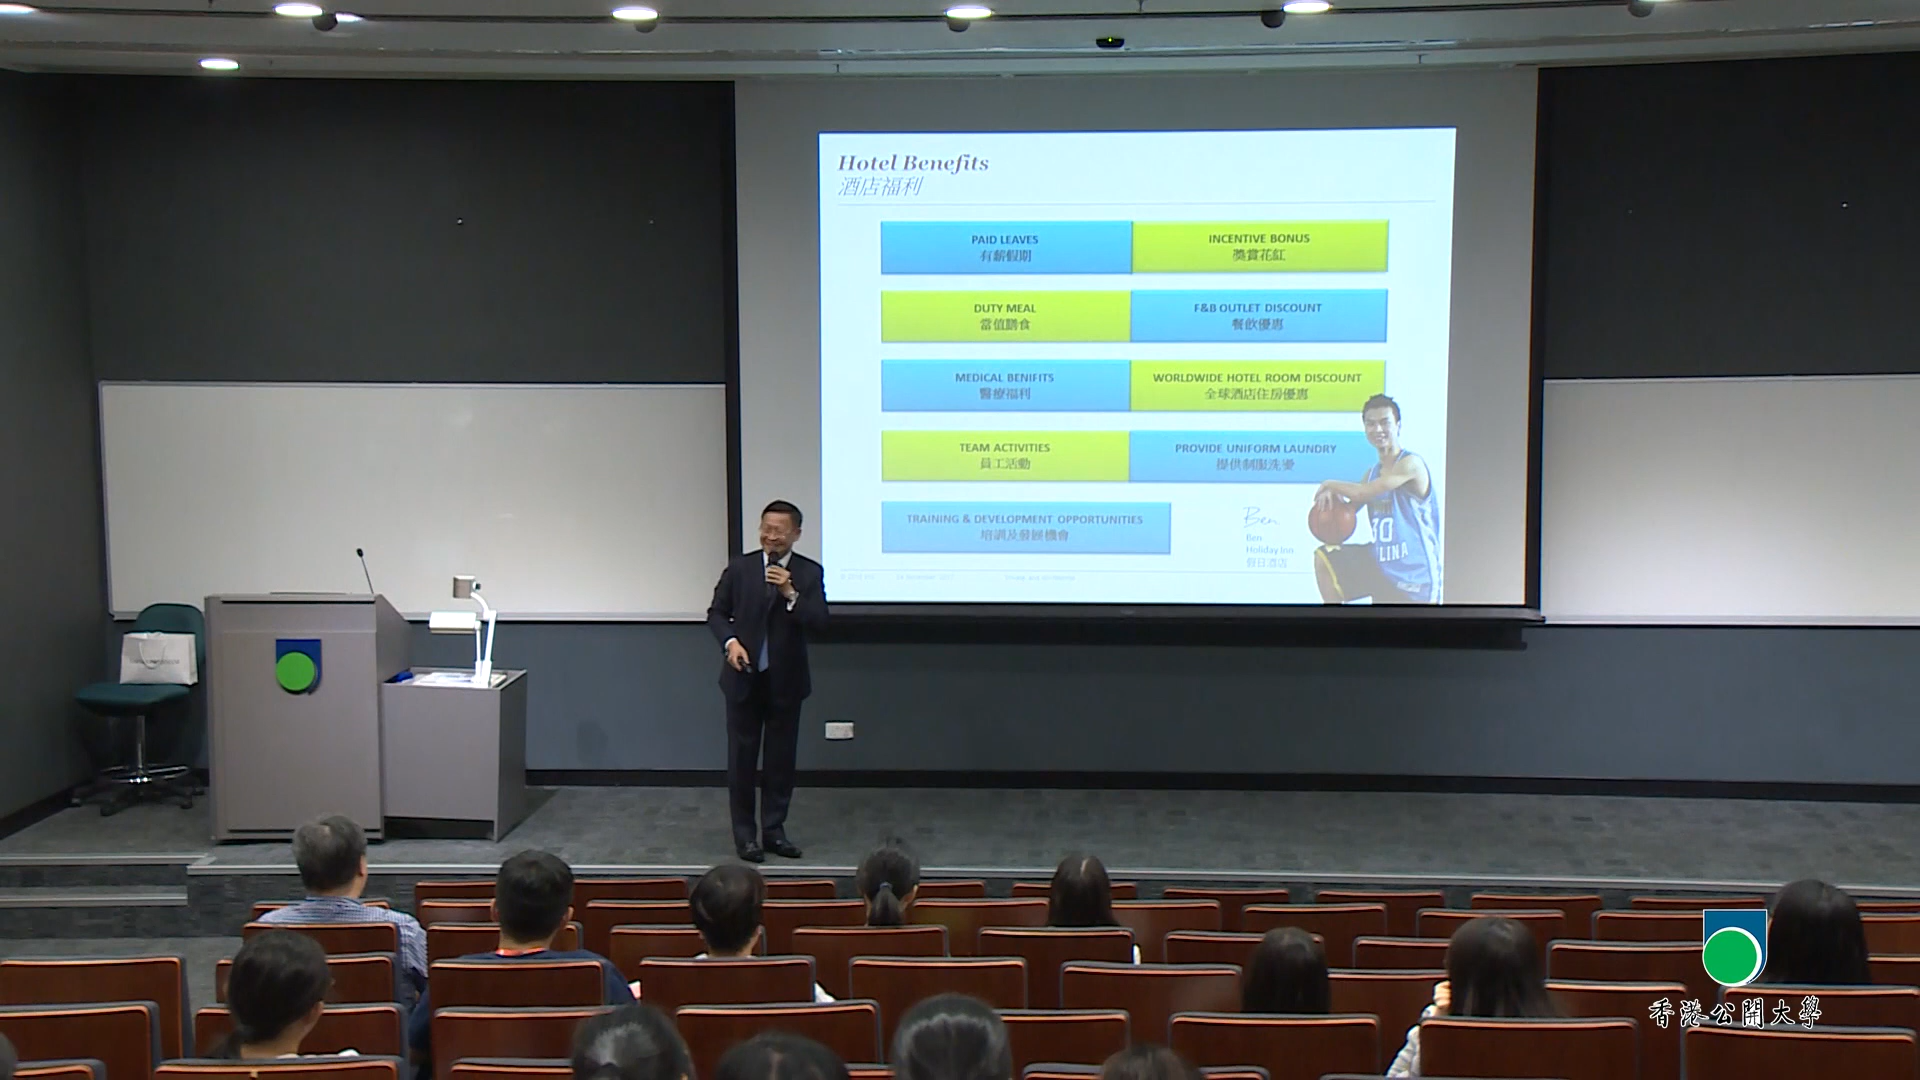 Hotel Benefits
酒店福利
PAID LEAVES
有薪假期
INCENTIVE BONUS
獎賞花紅
DUTY MEAL
當值膳食
F&B OUTLET DISCOUNT
餐飲優惠
MEDICAL BENIFITS
醫療福利
WORLDWIDE HOTEL ROOM DISCOUNT
全球酒店住房優惠
TEAM ACTIVITIES
員工活動
PROVIDE UNIFORM LAUNDRY
提供制服洗燙
TRAINING & DEVELOPMENT OPPORTUNITIES
培訓及發展機會
Ben
Ben
Holiday Inn
假日酒店
30
LINA
香港公開大學